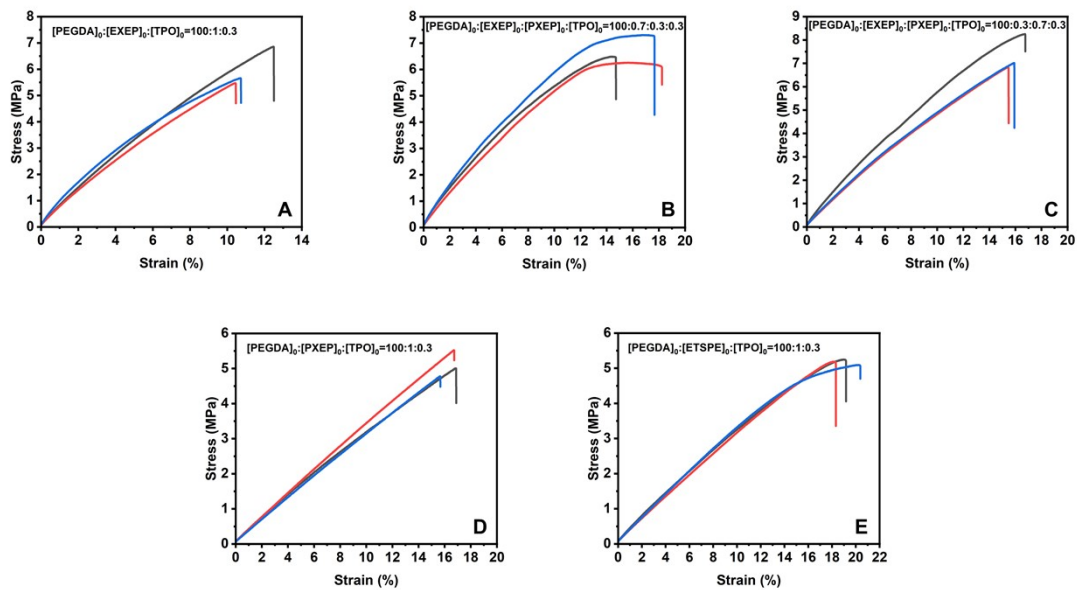 [PEGDA]₀:[EXEP]₀:[TPO]₀=100:1:0.3
Stress (MPa)
8
7
6
5
4
3
2
1
0
0 2 4 6 8 10 12 14
Strain (%)
A
[PEGDA]₀:[EXEP]₀:[PXEP]₀:[TPO]₀=100:0.7:0.3:0.3
Stress (MPa)
8
7
6
5
4
3
2
1
0
0 2 4 6 8 10 12 14 16 18 20
Strain (%)
B
[PEGDA]₀:[EXEP]₀:[PXEP]₀:[TPO]₀=100:0.3:0.7:0.3
Stress (MPa)
9
8
7
6
5
4
3
2
1
0
0 2 4 6 8 10 12 14 16 18 20
Strain (%)
C
[PEGDA]₀:[PXEP]₀:[TPO]₀=100:1:0.3
Stress (MPa)
6
5
4
3
2
1
0
0 2 4 6 8 10 12 14 16 18 20
Strain (%)
D
[PEGDA]₀:[ETSPE]₀:[TPO]₀=100:1:0.3
Stress (MPa)
6
5
4
3
2
1
0
0 2 4 6 8 10 12 14 16 18 20 22
Strain (%)
E